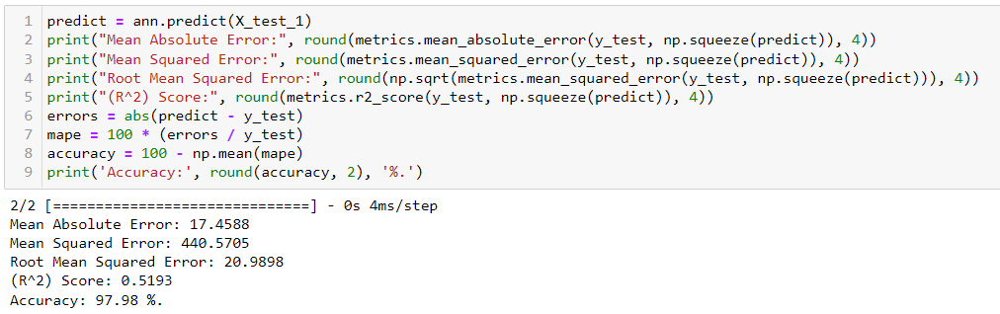 1 predict = ann.predict(X_test_1)
2 print("Mean Absolute Error:", round(metrics.mean_absolute_error(y_test, np.squeeze(predict)), 4))
3 print("Mean Squared Error:", round(metrics.mean_squared_error(y_test, np.squeeze(predict)), 4))
4 print("Root Mean Squared Error:", round(np.sqrt(metrics.mean_squared_error(y_test, np.squeeze(predict))), 4))
5 print("(R^2) Score:", round(metrics.r2_score(y_test, np.squeeze(predict)), 4))
6 errors = abs(predict - y_test)
7 mape = 100 * (errors / y_test)
8 accuracy = 100 - np.mean(mape)
9 print('Accuracy:', round(accuracy, 2), '%.')
2/2 [==============================] - 0s 4ms/step
Mean Absolute Error: 17.4588
Mean Squared Error: 440.5705
Root Mean Squared Error: 20.9898
(R^2) Score: 0.5193
Accuracy: 97.98 %.